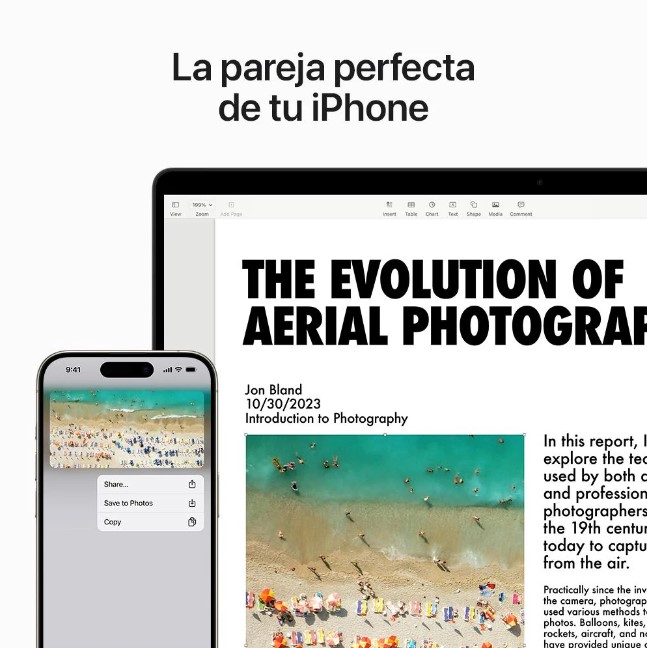 La pareja perfecta
de tu iPhone
View
199%
Zoom
Add Page
Insert
Table
Chart
Text
Shape
Media
Comment
THE EVOLUTION OF
AERIAL PHOTOGRAP
Jon Bland
10/30/2023
Introduction to Photography
9:41
Share...
Save to Photos
Copy
In this report, I
explore the tec
used by both a
and profession
photographers
the 19th centur
today to captu
from the air.
Practically since the inv
the camera, photograp
used various methods t
photos. Balloons, kites,
rockets, aircraft, and n
have provided unique